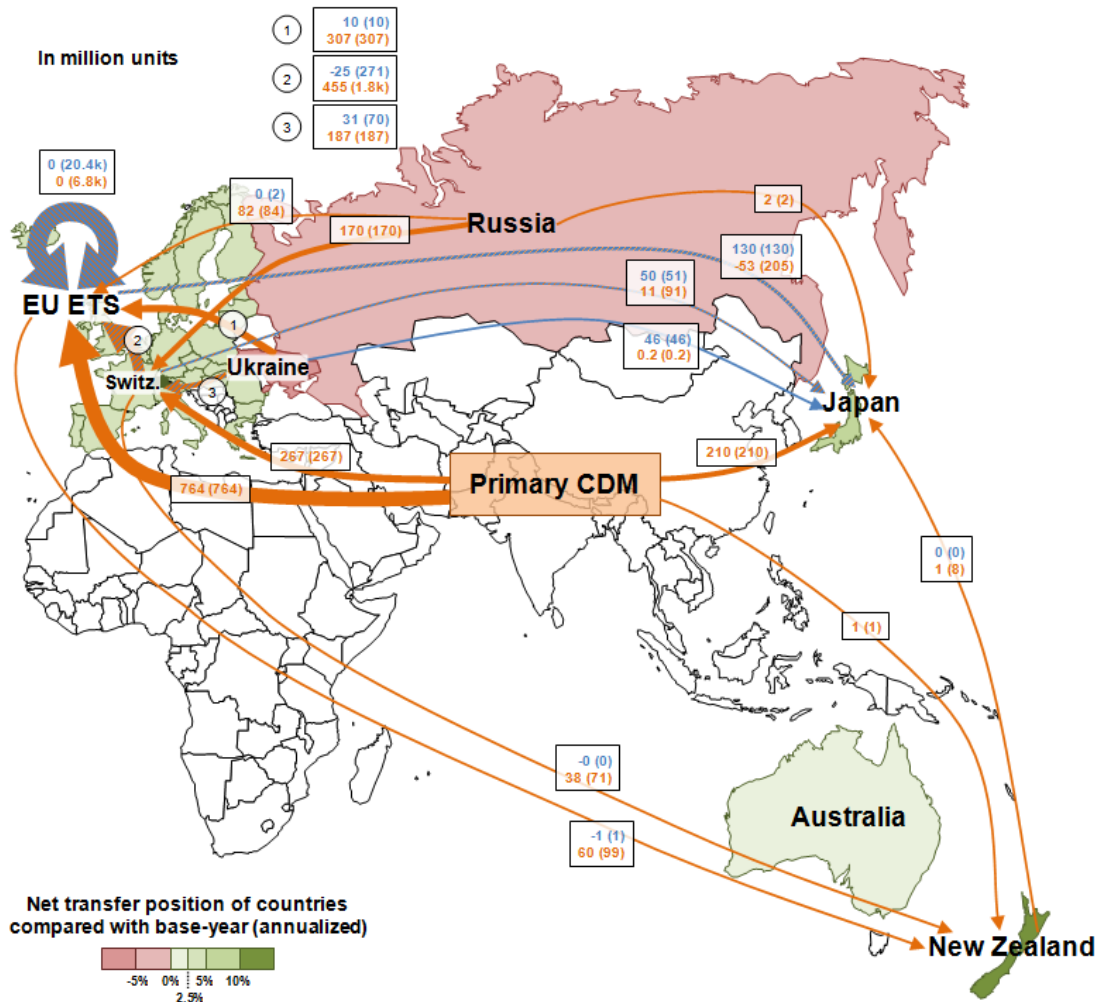 In million units
1
10 (10)
307 (307)
2
-25 (271)
455 (1.8k)
3
31 (70)
187 (187)
0 (20.4k)
0 (6.8k)
0 (2)
82 (84)
170 (170)
Russia
2 (2)
130 (130)
-53 (205)
50 (51)
11 (91)
46 (46)
0.2 (0.2)
EU ETS
1
2
Switz.
Ukraine
3
Japan
267 (267)
764 (764)
Primary CDM
210 (210)
0 (0)
1 (8)
1 (1)
-0 (0)
38 (71)
-1 (1)
60 (99)
Australia
New Zealand
Net transfer position of countries
compared with base-year (annualized)
-5% 0% 5% 10%
2.5%